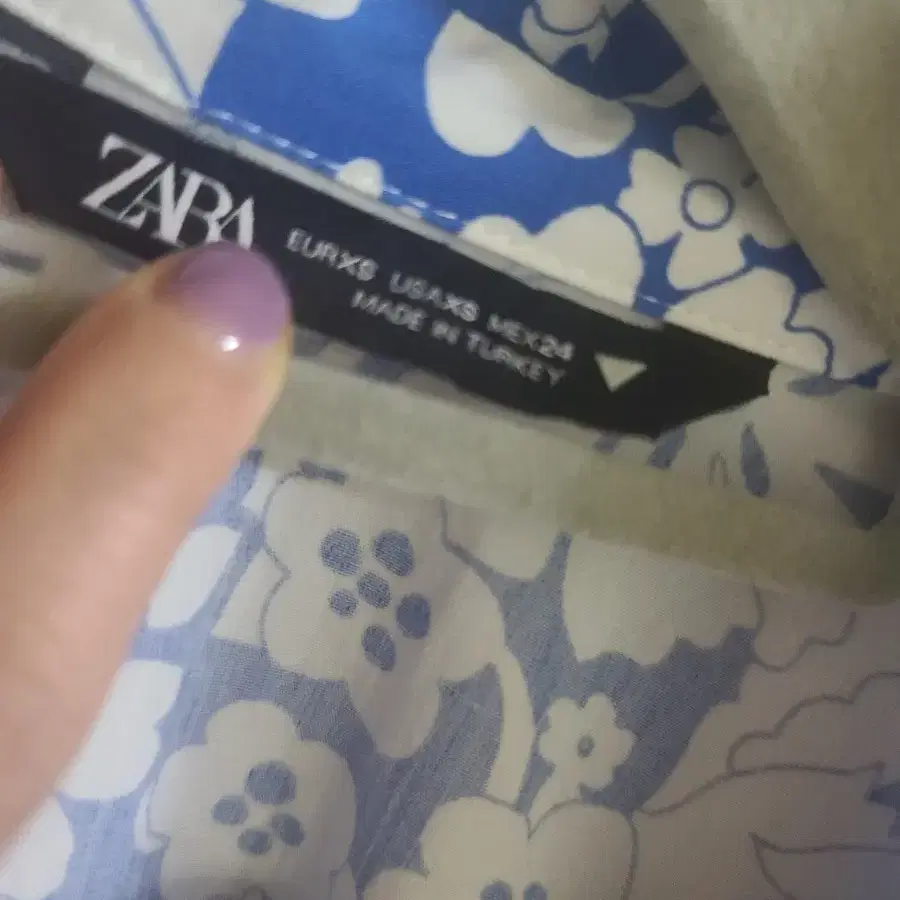 ZARA
EUR XS USA XS MEX 24
MADE IN TURKEY